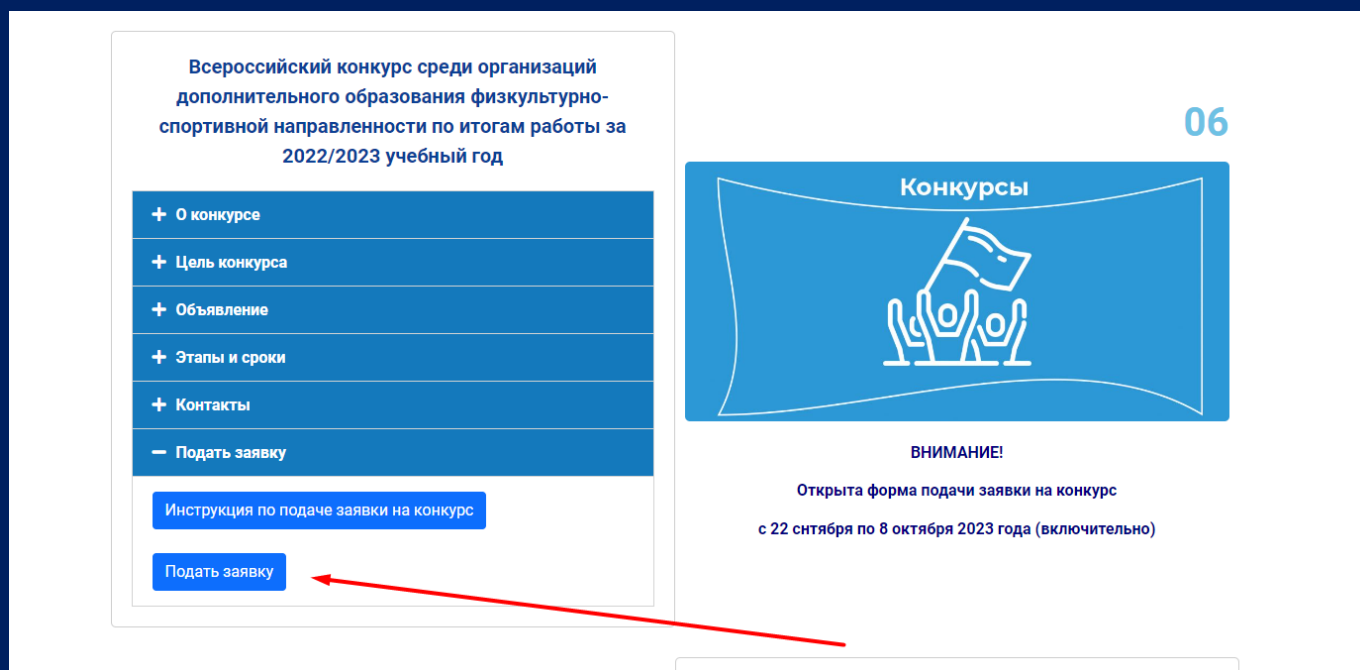 Всероссийский конкурс среди организаций
дополнительного образования физкультурно-
спортивной направленности по итогам работы за
2022/2023 учебный год
О конкурсе
Цель конкурса
Объявление
Этапы и сроки
Контакты
Подать заявку
Инструкция по подаче заявки на конкурс
Подать заявку
06
Конкурсы
ВНИМАНИЕ!
Открыта форма подачи заявки на конкурс
с 22 снтября по 8 октября 2023 года (включительно)